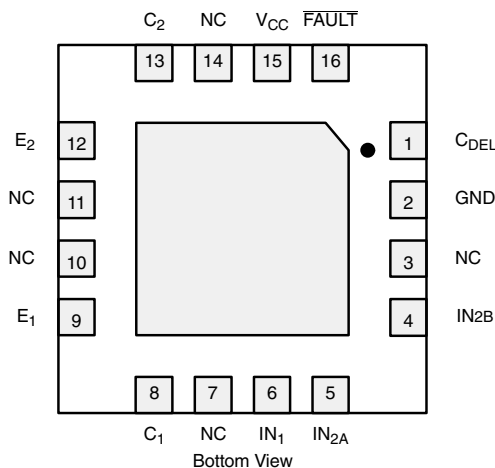 C2 NC VCC FAULT
13 14 15 16
E2 12 1 CDEL
NC 11 2 GND
NC 10 3 NC
E1 9 4 IN2B
8 7 6 5
C1 NC IN1 IN2A
Bottom View